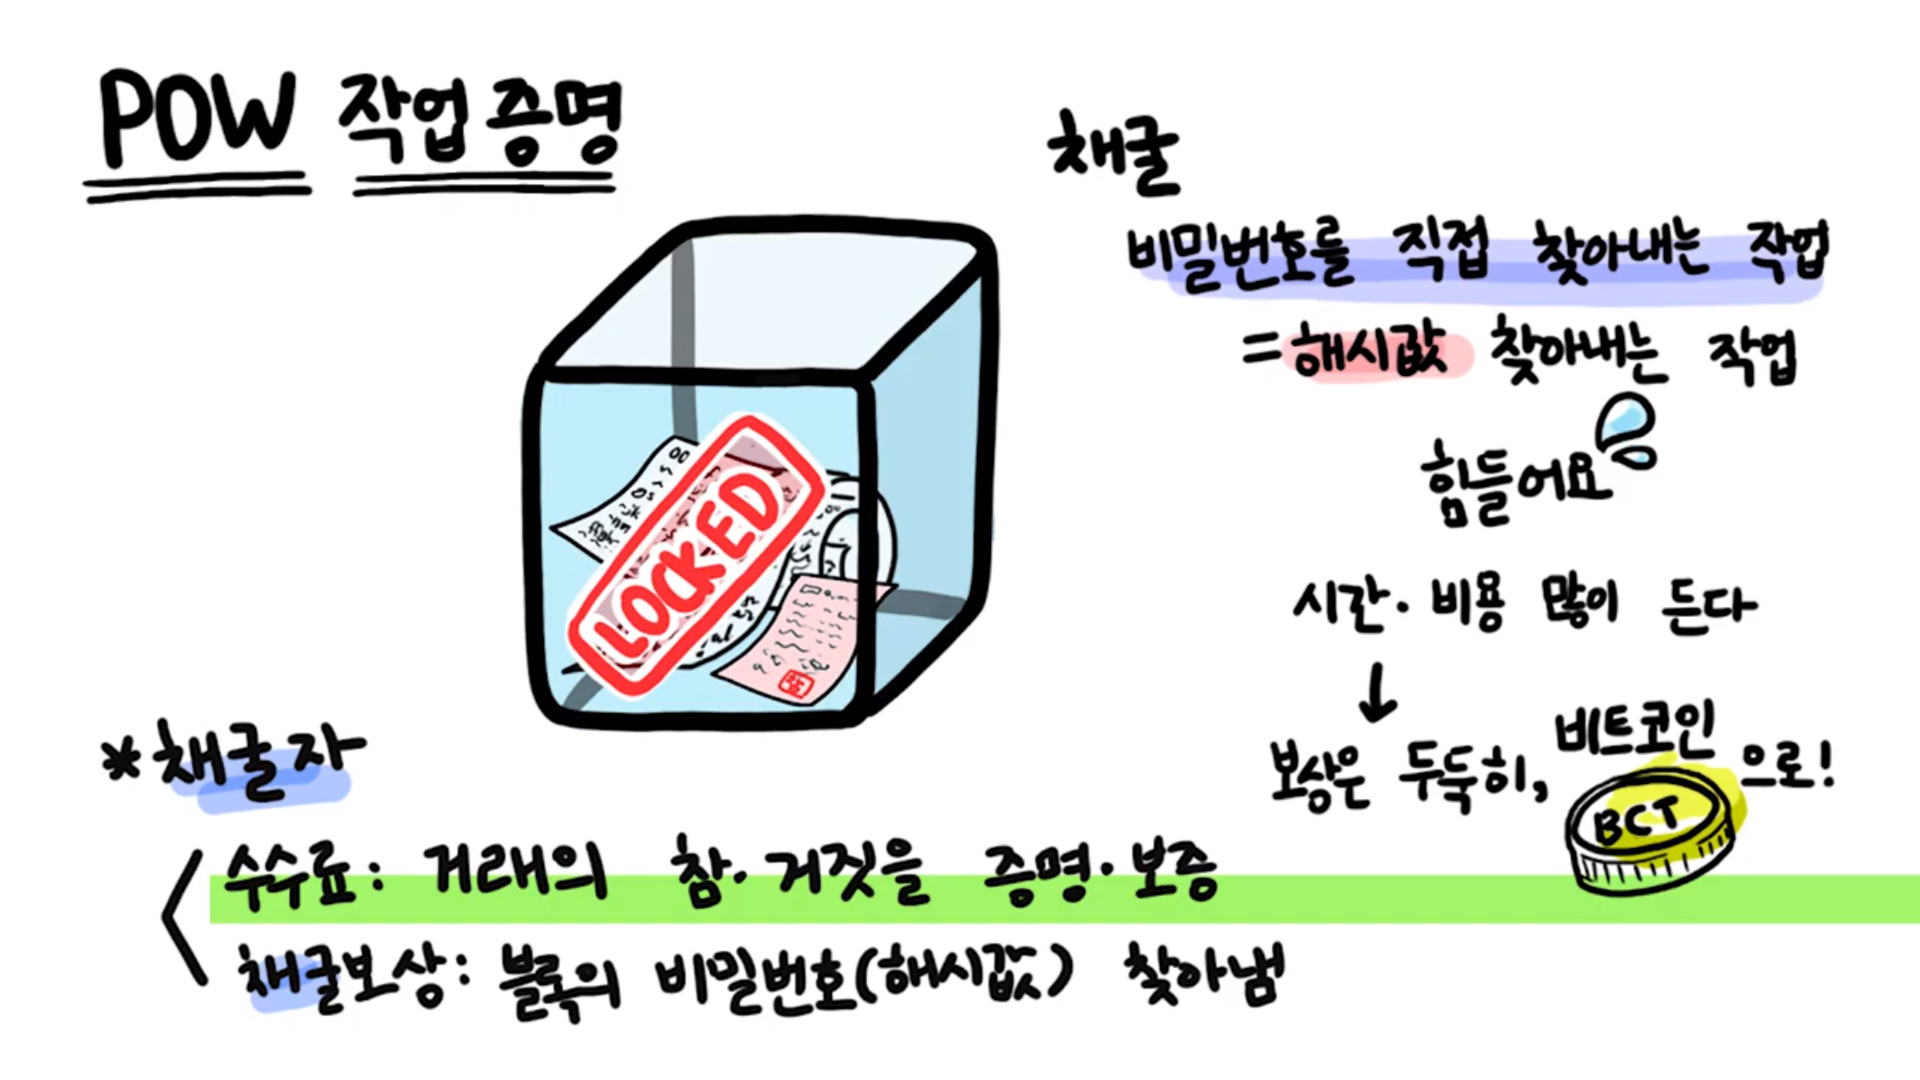 POW 작업증명
채굴
비밀번호를 직접 찾아내는 작업
=해시값 찾아내는 작업
힘들어요
시간·비용 많이 든다
↓
보상은 두둑히, 비트코인으로!
BCT
LOCKED
*채굴자
수수료: 거래의 참·거짓을 증명·보증
채굴보상: 블록의 비밀번호(해시값) 찾아냄